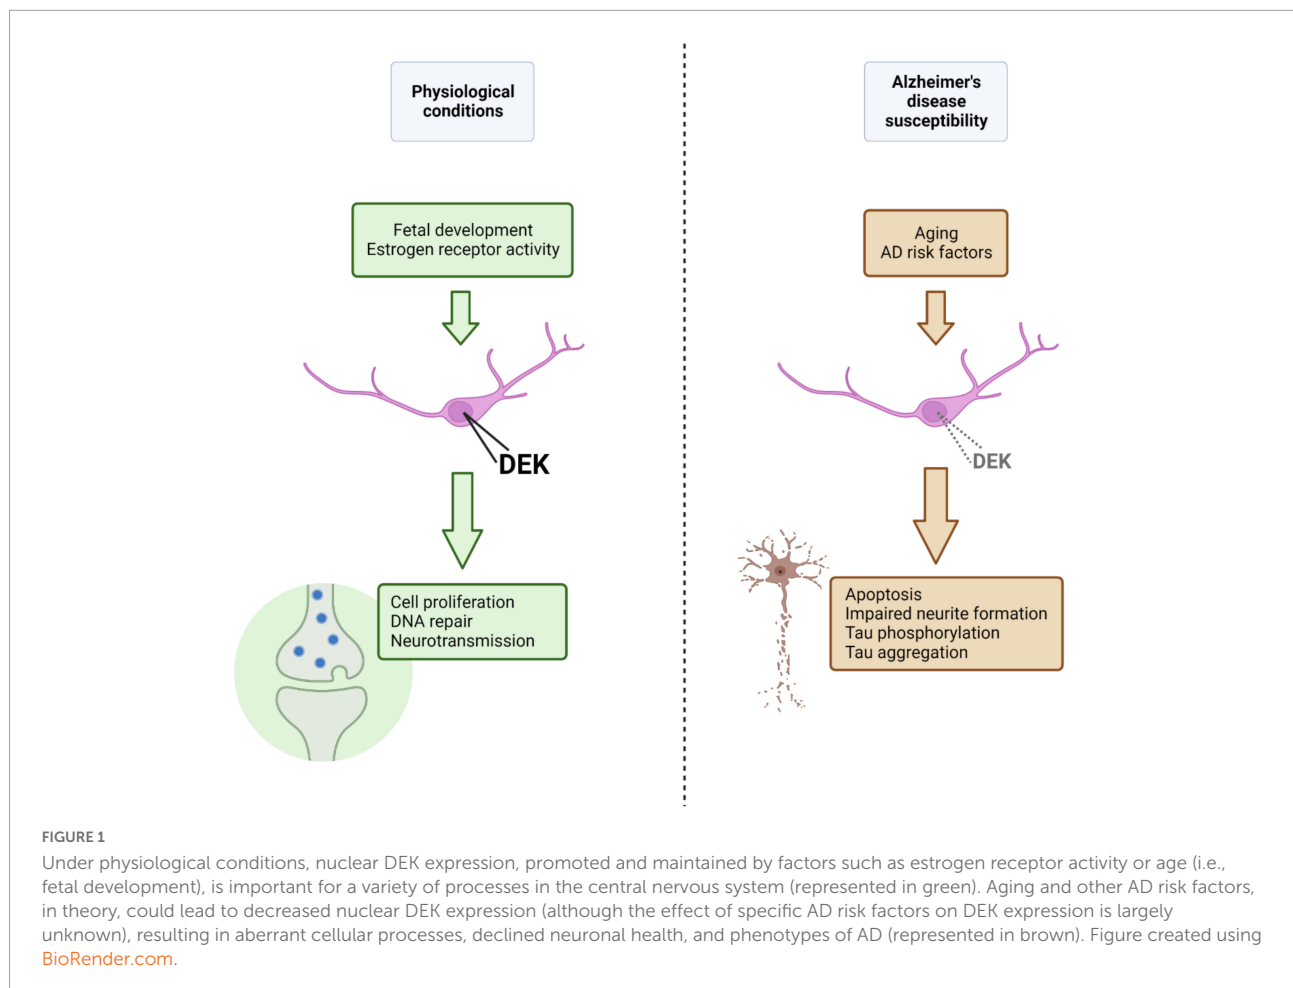 Physiological
conditions
Fetal development
Estrogen receptor activity
DEK
Cell proliferation
DNA repair
Neurotransmission
Alzheimer's
disease
susceptibility
Aging
AD risk factors
DEK
Apoptosis
Impaired neurite formation
Tau phosphorylation
Tau aggregation
FIGURE 1
Under physiological conditions, nuclear DEK expression, promoted and maintained by factors such as estrogen receptor activity or age (i.e.,
fetal development), is important for a variety of processes in the central nervous system (represented in green). Aging and other AD risk factors,
in theory, could lead to decreased nuclear DEK expression (although the effect of specific AD risk factors on DEK expression is largely
unknown), resulting in aberrant cellular processes, declined neuronal health, and phenotypes of AD (represented in brown). Figure created using
BioRender.com.